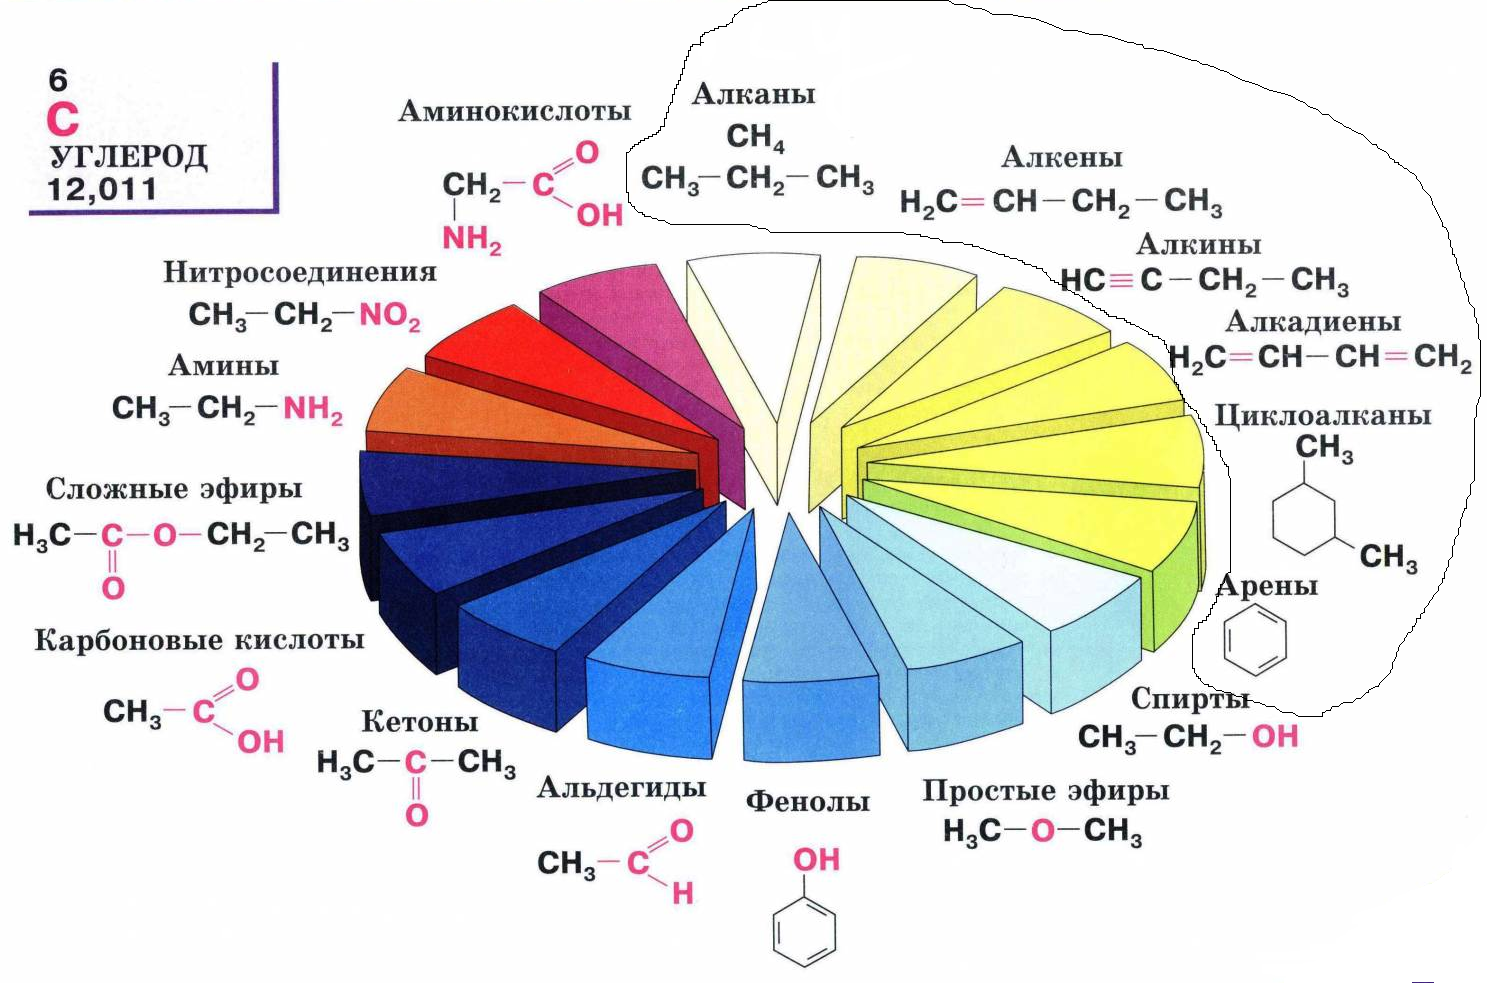 6
C
УГЛЕРОД
12,011
Аминокислоты
CH₂—C
O
OH
NH₂
Алканы
CH₄
CH₃—CH₂—CH₃
Алкены
H₂C=CH—CH₂—CH₃
Алкины
HC≡C—CH₂—CH₃
Алкадиены
H₂C=CH—CH=CH₂
Циклоалканы
CH₃
CH₃
Арены
Спирты
CH₃—CH₂—OH
Простые эфиры
H₃C—O—CH₃
Фенолы
OH
Альдегиды
CH₃—C
O
H
Кетоны
H₃C—C—CH₃
O
Карбоновые кислоты
CH₃—C
O
OH
Сложные эфиры
H₃C—C—O—CH₂—CH₃
O
Амины
CH₃—CH₂—NH₂
Нитросоединения
CH₃—CH₂—NO₂